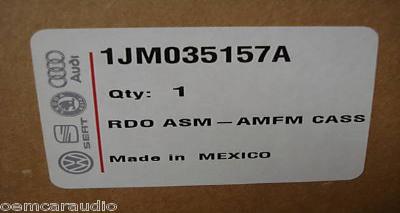 1JM035157A
Qty: 1
RDO ASM - AMFM CASS
Made in MEXICO
Audi
SEAT
oemcaraudio